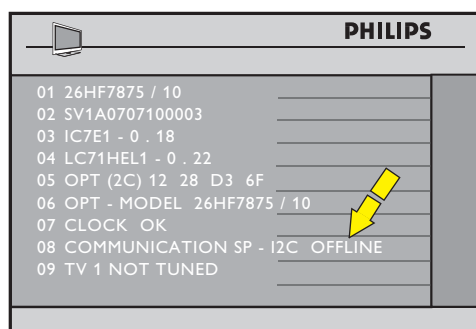 PHILIPS
01 26HF7875 / 10
02 SV1A0707100003
03 IC7E1 - 0 . 18
04 LC71HEL1 - 0 . 22
05 OPT (2C) 12 28 D3 6F
06 OPT - MODEL 26HF7875 / 10
07 CLOCK OK
08 COMMUNICATION SP - I2C OFFLINE
09 TV 1 NOT TUNED